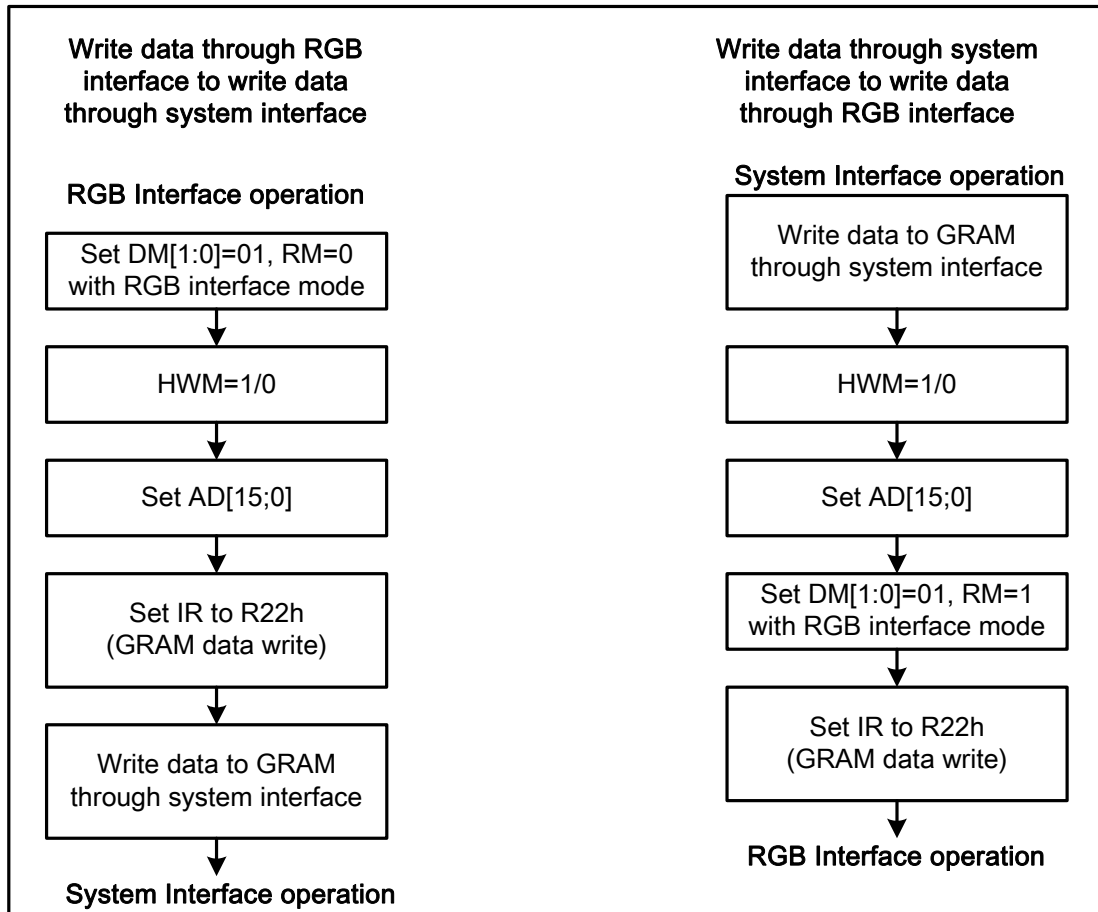 Write data through RGB
interface to write data
through system interface
RGB Interface operation
Set DM[1:0]=01, RM=0
with RGB interface mode
HWM=1/0
Set AD[15;0]
Set IR to R22h
(GRAM data write)
Write data to GRAM
through system interface
System Interface operation
Write data through system
interface to write data
through RGB interface
System Interface operation
Write data to GRAM
through system interface
HWM=1/0
Set AD[15;0]
Set DM[1:0]=01, RM=1
with RGB interface mode
Set IR to R22h
(GRAM data write)
RGB Interface operation